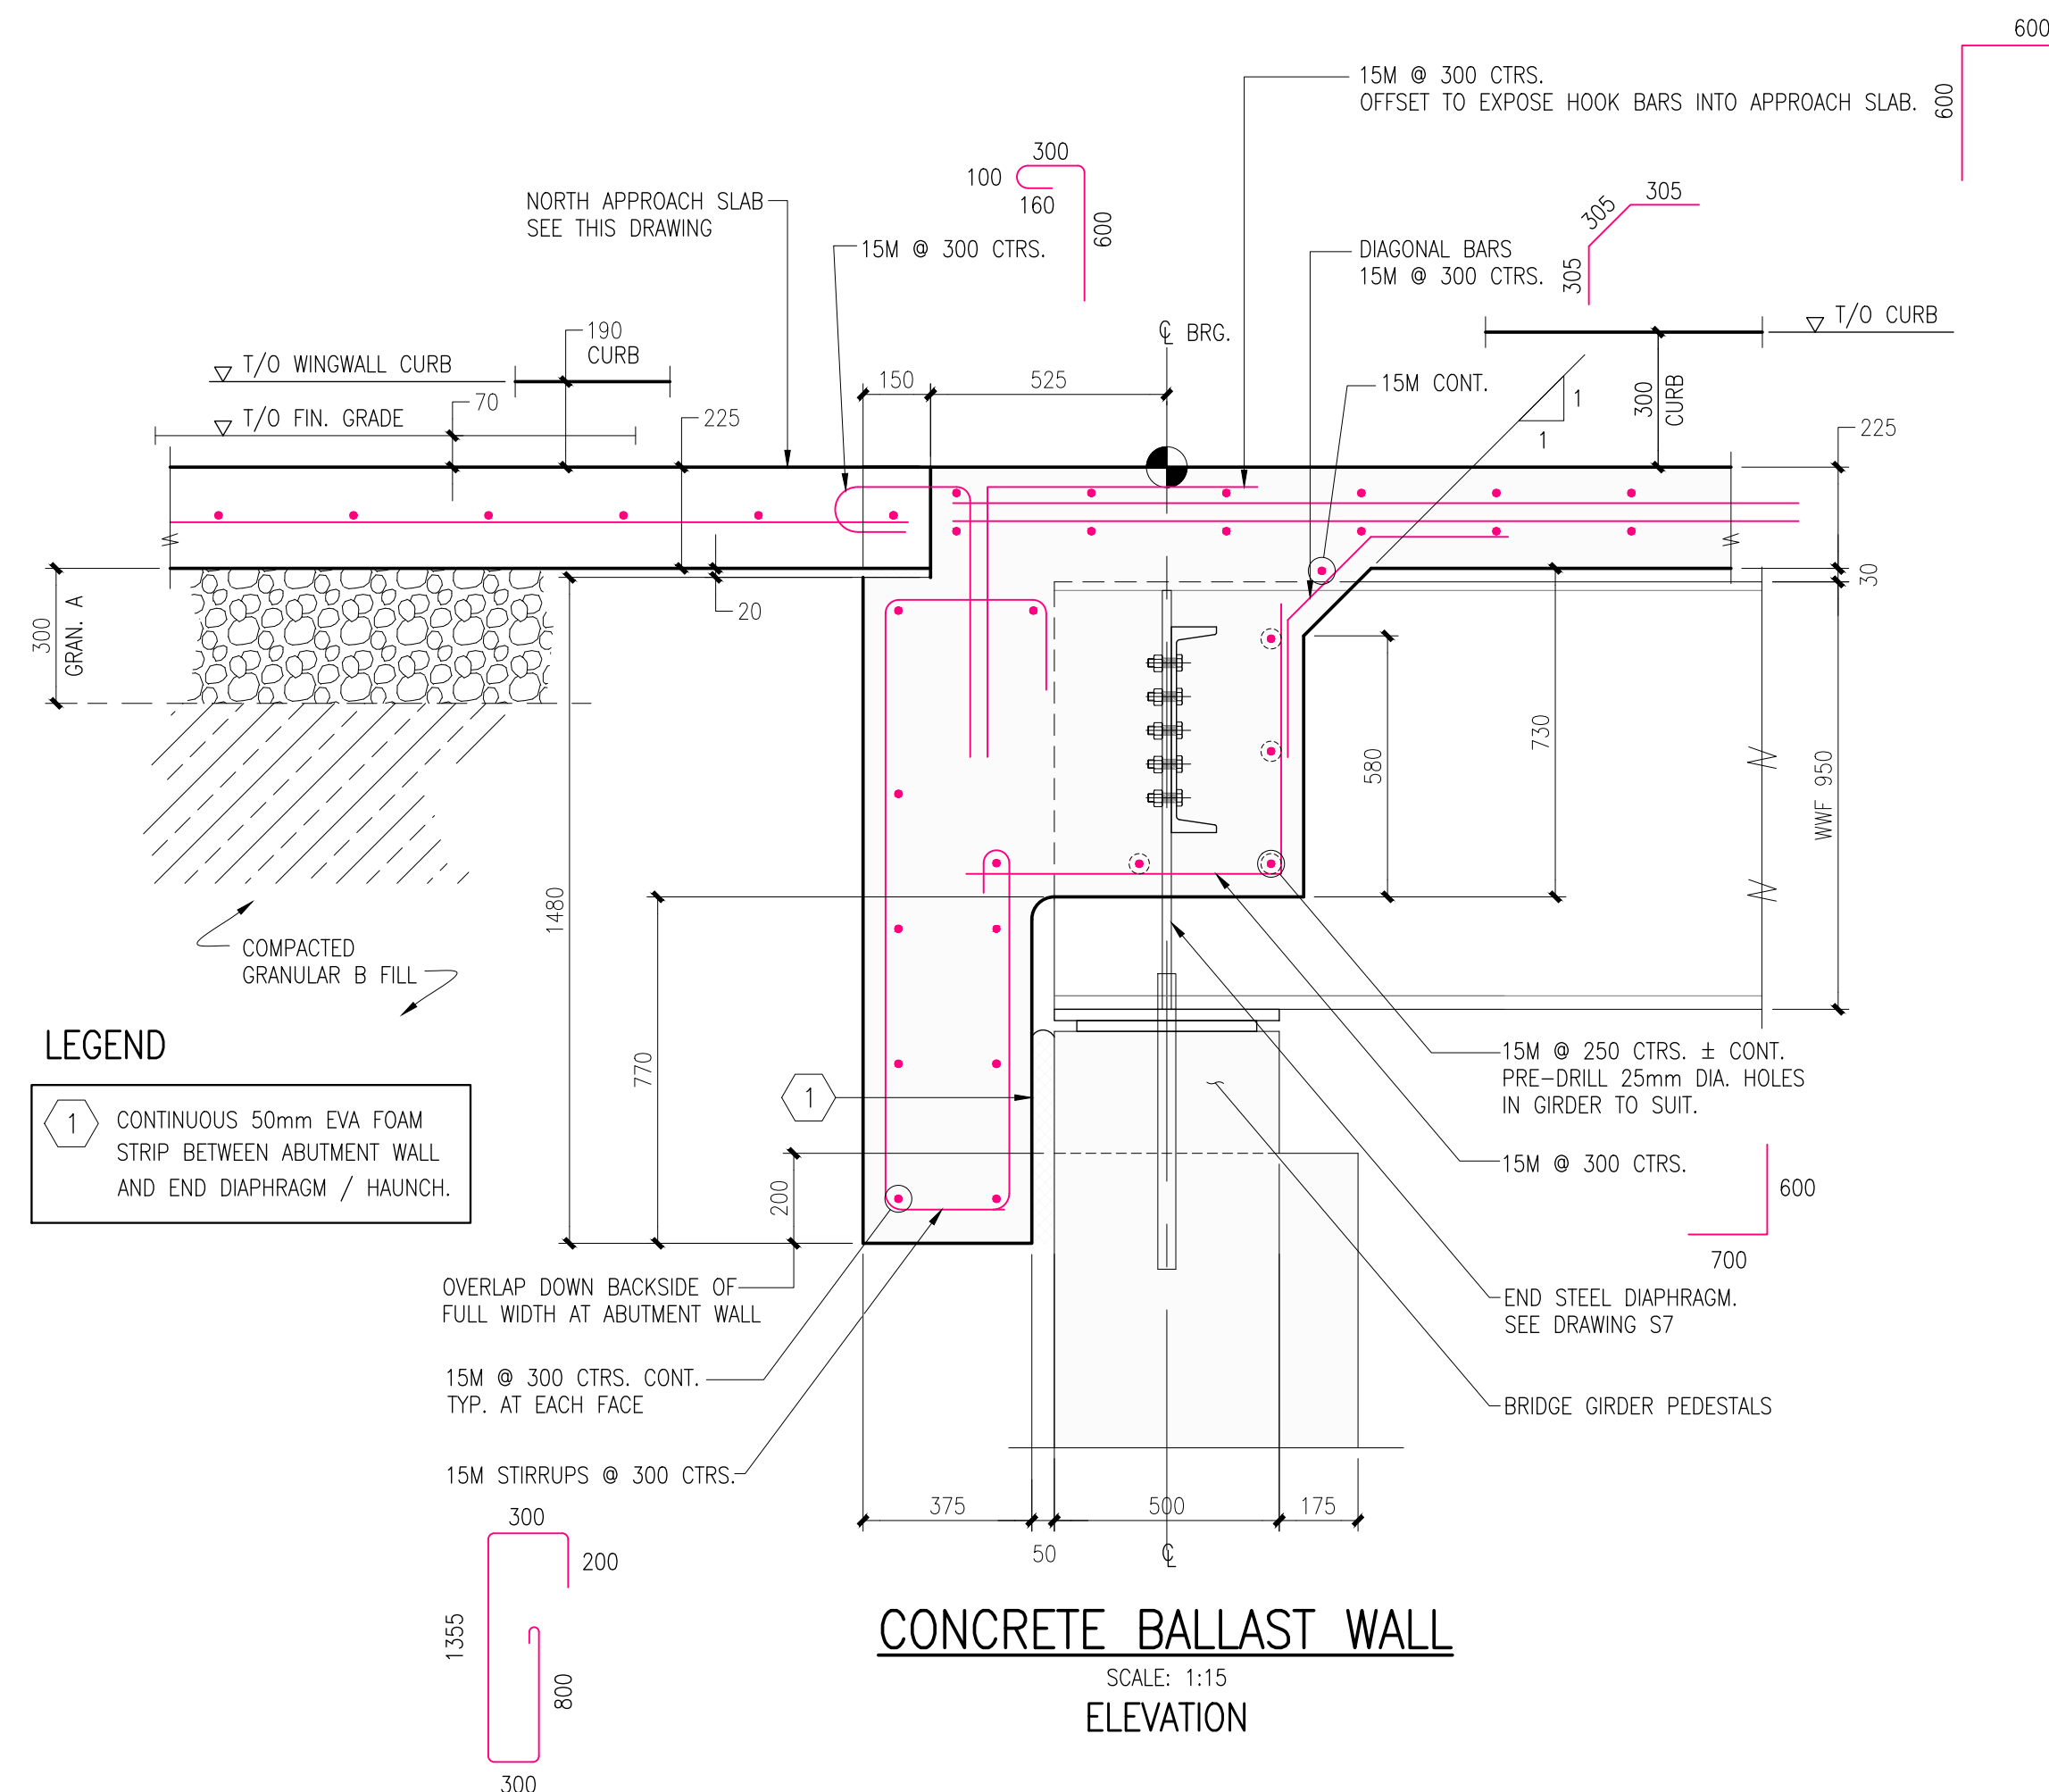 600
600
15M @ 300 CTRS.
OFFSET TO EXPOSE HOOK BARS INTO APPROACH SLAB.
300
100
160
600
NORTH APPROACH SLAB
SEE THIS DRAWING
15M @ 300 CTRS.
DIAGONAL BARS
15M @ 300 CTRS.
305
305
305
℄ BRG.
T/O CURB
190
CURB
T/O WINGWALL CURB
70
T/O FIN. GRADE
225
150
525
15M CONT.
1
1
300
CURB
225
30
300
GRAN. A
20
580
730
WWF 950
1480
770
COMPACTED
GRANULAR B FILL
LEGEND
1
CONTINUOUS 50mm EVA FOAM
STRIP BETWEEN ABUTMENT WALL
AND END DIAPHRAGM / HAUNCH.
1
200
15M @ 250 CTRS. ± CONT.
PRE-DRILL 25mm DIA. HOLES
IN GIRDER TO SUIT.
15M @ 300 CTRS.
600
700
OVERLAP DOWN BACKSIDE OF
FULL WIDTH AT ABUTMENT WALL
END STEEL DIAPHRAGM.
SEE DRAWING S7
15M @ 300 CTRS. CONT.
TYP. AT EACH FACE
BRIDGE GIRDER PEDESTALS
15M STIRRUPS @ 300 CTRS.
375
500
175
50
℄
300
200
1355
800
300
CONCRETE BALLAST WALL
SCALE: 1:15
ELEVATION